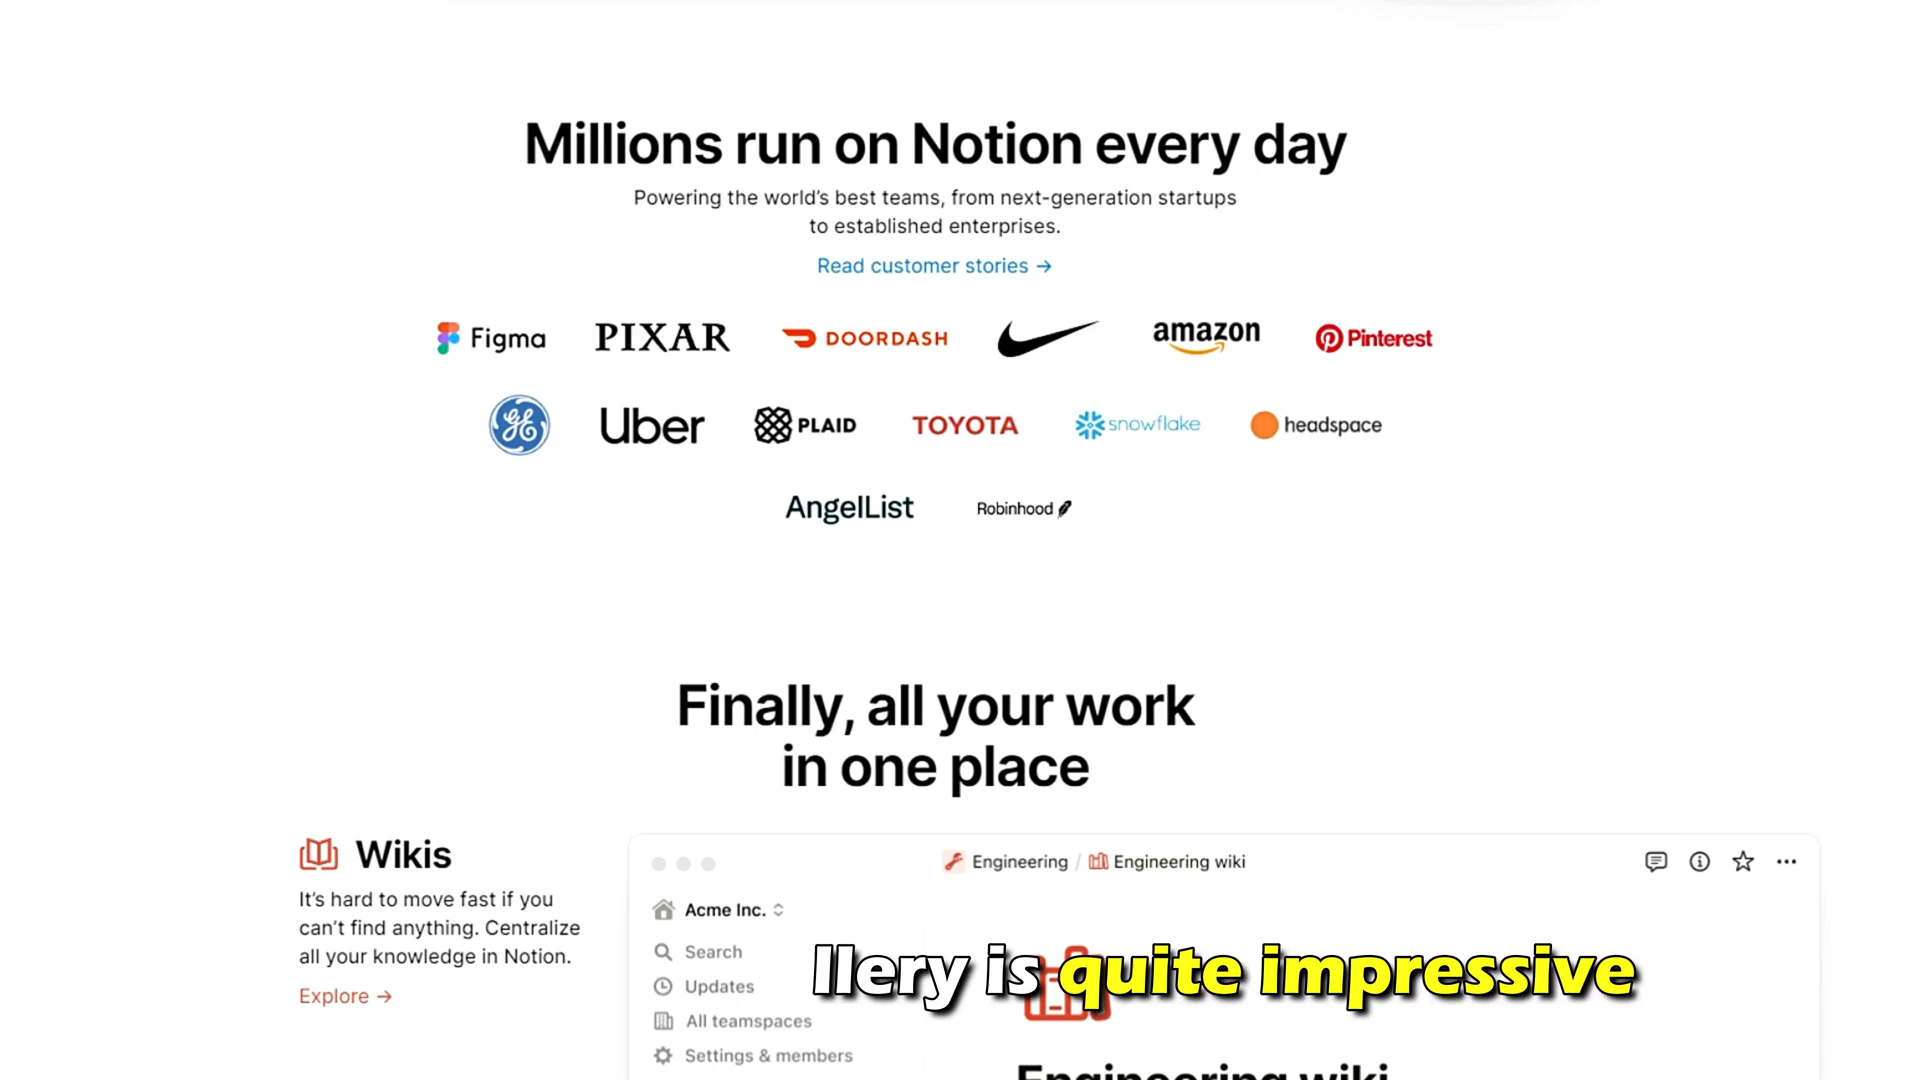 Millions run on Notion every day
Powering the world's best teams, from next-generation startups
to established enterprises.
Read customer stories →
Figma PIXAR DOORDASH amazon Pinterest
GE Uber PLAID TOYOTA snowflake headspace
AngelList Robinhood
Finally, all your work
in one place
Wikis
It's hard to move fast if you
can't find anything. Centralize
all your knowledge in Notion.
Explore →
Engineering / Engineering wiki
Acme Inc.
Search
Updates
All teamspaces
Settings & members
llery is quite impressive
Engineering wiki